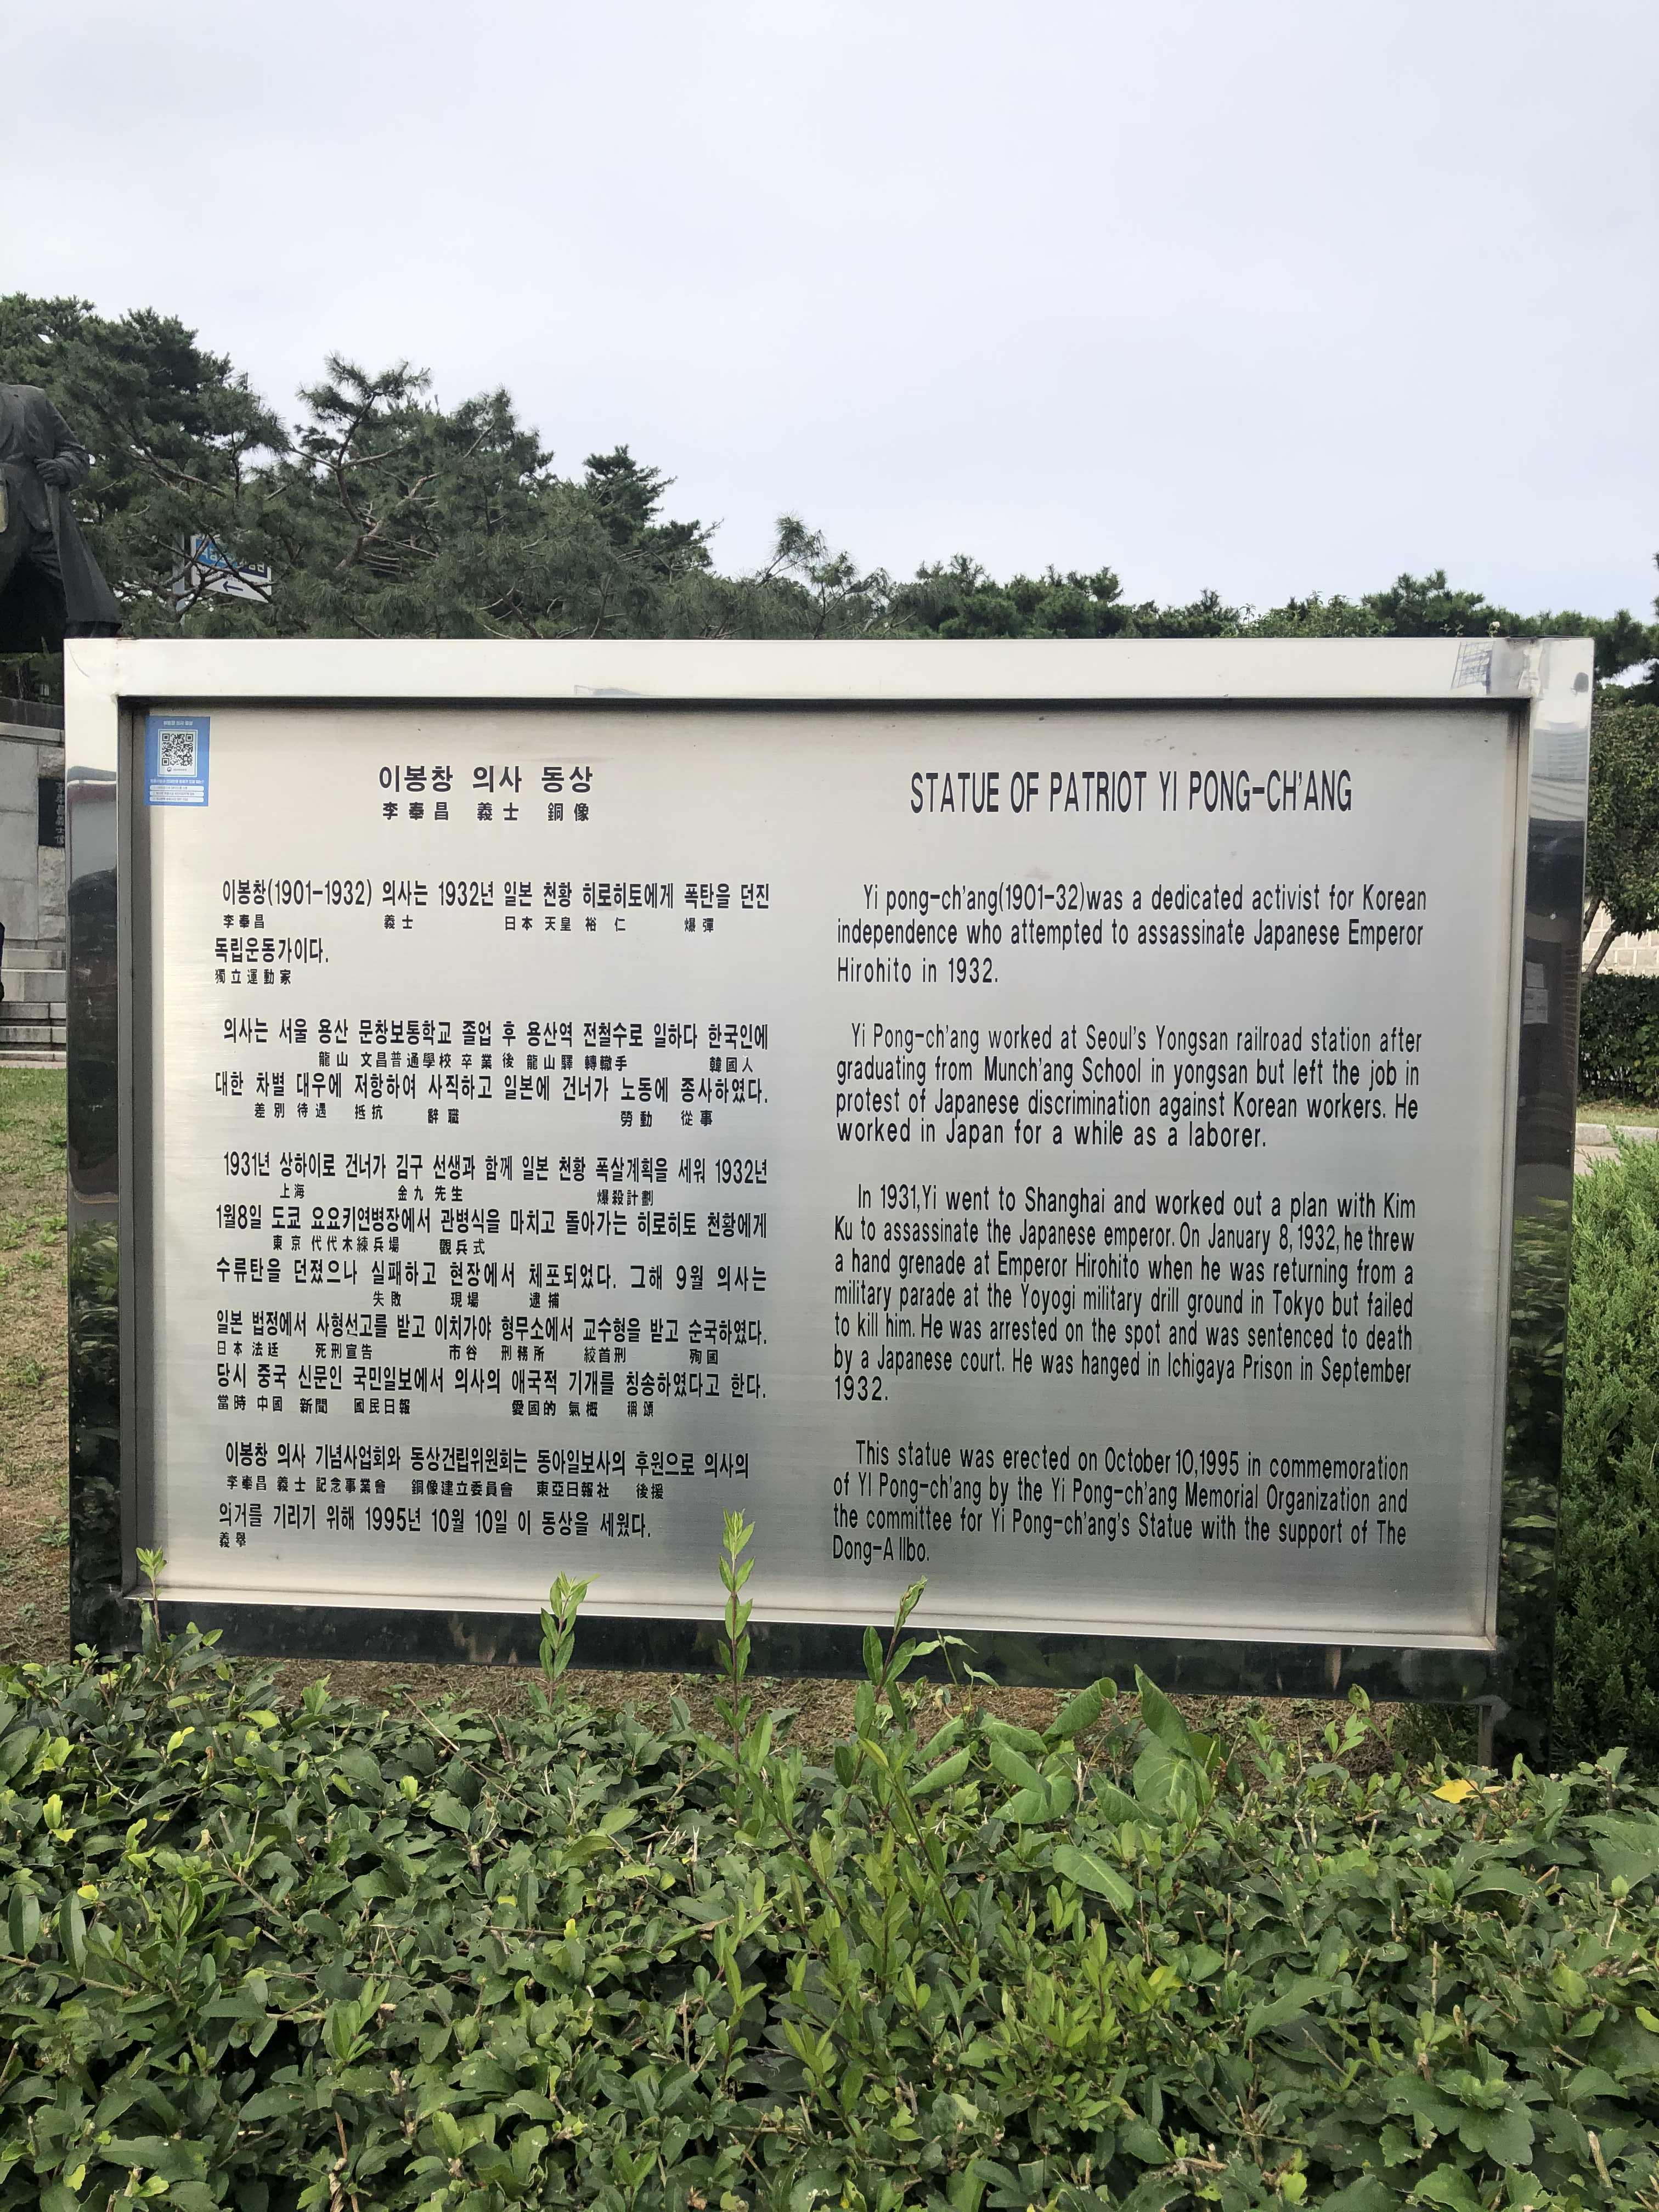 이봉창 의사 동상
李奉昌 義士 銅像
이봉창(1901-1932) 의사는 1932년 일본 천황 히로히토에게 폭탄을 던진
李奉昌 義士 日本 天皇 裕 仁 爆彈
독립운동가이다.
獨立運動家
의사는 서울 용산 문창보통학교 졸업 후 용산역 전철수로 일하다 한국인에
龍山 文昌普通學校 卒業 後 龍山驛 轉轍手 韓國人
대한 차별 대우에 저항하여 사직하고 일본에 건너가 노동에 종사하였다.
差別 待遇 抵抗 辭職 勞動 從事
1931년 상하이로 건너가 김구 선생과 함께 일본 천황 폭살계획을 세워 1932년
上海 金九 先生 爆殺計劃
1월8일 도쿄 요요키연병장에서 관병식을 마치고 돌아가는 히로히토 천황에게
東京 代代木練兵場 觀兵式
수류탄을 던졌으나 실패하고 현장에서 체포되었다. 그해 9월 의사는
失敗 現場 逮捕
일본 법정에서 사형선고를 받고 이치가야 형무소에서 교수형을 받고 순국하였다.
日本 法廷 死刑宣告 市谷 刑務所 絞首刑 殉國
당시 중국 신문인 국민일보에서 의사의 애국적 기개를 칭송하였다고 한다.
當時 中國 新聞 國民日報 愛國的 氣槪 稱頌
이봉창 의사 기념사업회와 동상건립위원회는 동아일보사의 후원으로 의사의
李奉昌 義士 記念事業會 銅像建立委員會 東亞日報社 後援
의거를 기리기 위해 1995년 10월 10일 이 동상을 세웠다.
義擧
STATUE OF PATRIOT YI PONG-CH'ANG
Yi pong-ch'ang(1901-32)was a dedicated activist for Korean
independence who attempted to assassinate Japanese Emperor
Hirohito in 1932.
Yi Pong-ch'ang worked at Seoul's Yongsan railroad station after
graduating from Munch'ang School in yongsan but left the job in
protest of Japanese discrimination against Korean workers. He
worked in Japan for a while as a laborer.
In 1931,Yi went to Shanghai and worked out a plan with Kim
Ku to assassinate the Japanese emperor. On January 8, 1932, he threw
a hand grenade at Emperor Hirohito when he was returning from a
military parade at the Yoyogi military drill ground in Tokyo but failed
to kill him. He was arrested on the spot and was sentenced to death
by a Japanese court. He was hanged in Ichigaya Prison in September
1932.
This statue was erected on October 10,1995 in commemoration
of YI Pong-ch'ang by the Yi Pong-ch'ang Memorial Organization and
the committee for Yi Pong-ch'ang's Statue with the support of The
Dong-A Ilbo.